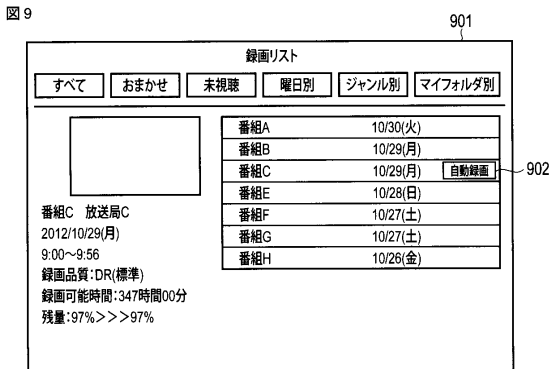 図9
901
録画リスト
すべて おまかせ 未視聴 曜日別 ジャンル別 マイフォルダ別
番組A 10/30(火)
番組B 10/29(月)
番組C 10/29(月) 自動録画 902
番組E 10/28(日)
番組F 10/27(土)
番組G 10/27(土)
番組H 10/26(金)
番組C 放送局C
2012/10/29(月)
9:00～9:56
録画品質:DR(標準)
録画可能時間:347時間00分
残量:97%>>>97%